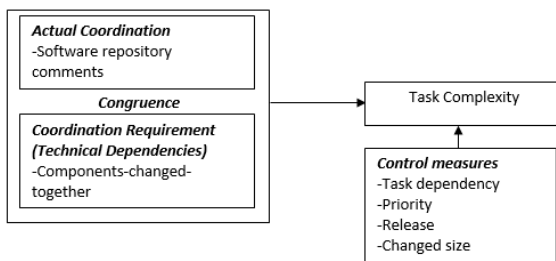 Actual Coordination
-Software repository
comments
Congruence
Coordination Requirement
(Technical Dependencies)
-Components-changed-
together
Task Complexity
Control measures
-Task dependency
-Priority
-Release
-Changed size